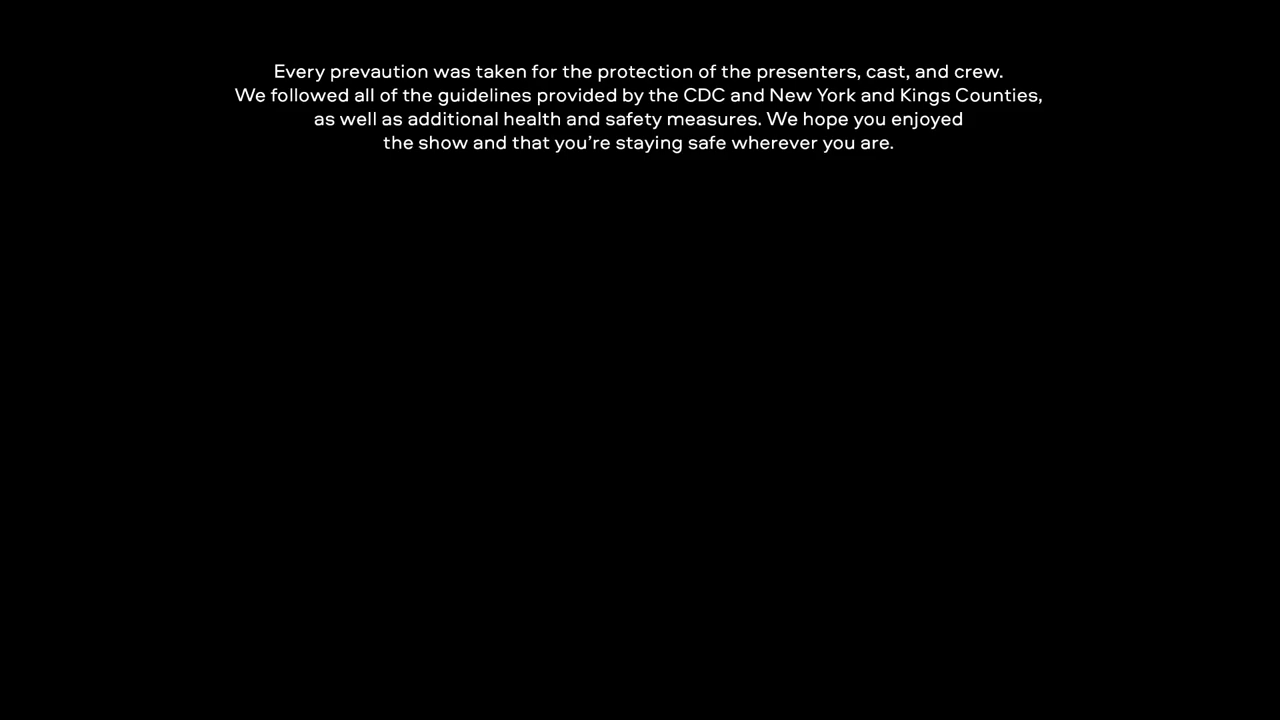 Every prevaution was taken for the protection of the presenters, cast, and crew.
We followed all of the guidelines provided by the CDC and New York and Kings Counties,
as well as additional health and safety measures. We hope you enjoyed
the show and that you’re staying safe wherever you are.